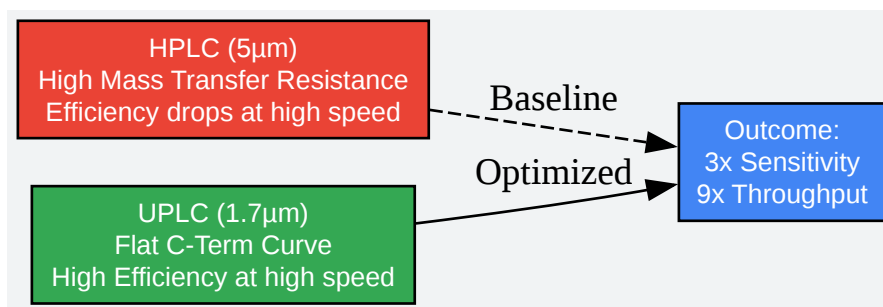 HPLC (5µm)
High Mass Transfer Resistance
Efficiency drops at high speed
Baseline
Optimized
UPLC (1.7µm)
Flat C-Term Curve
High Efficiency at high speed
Outcome:
3x Sensitivity
9x Throughput